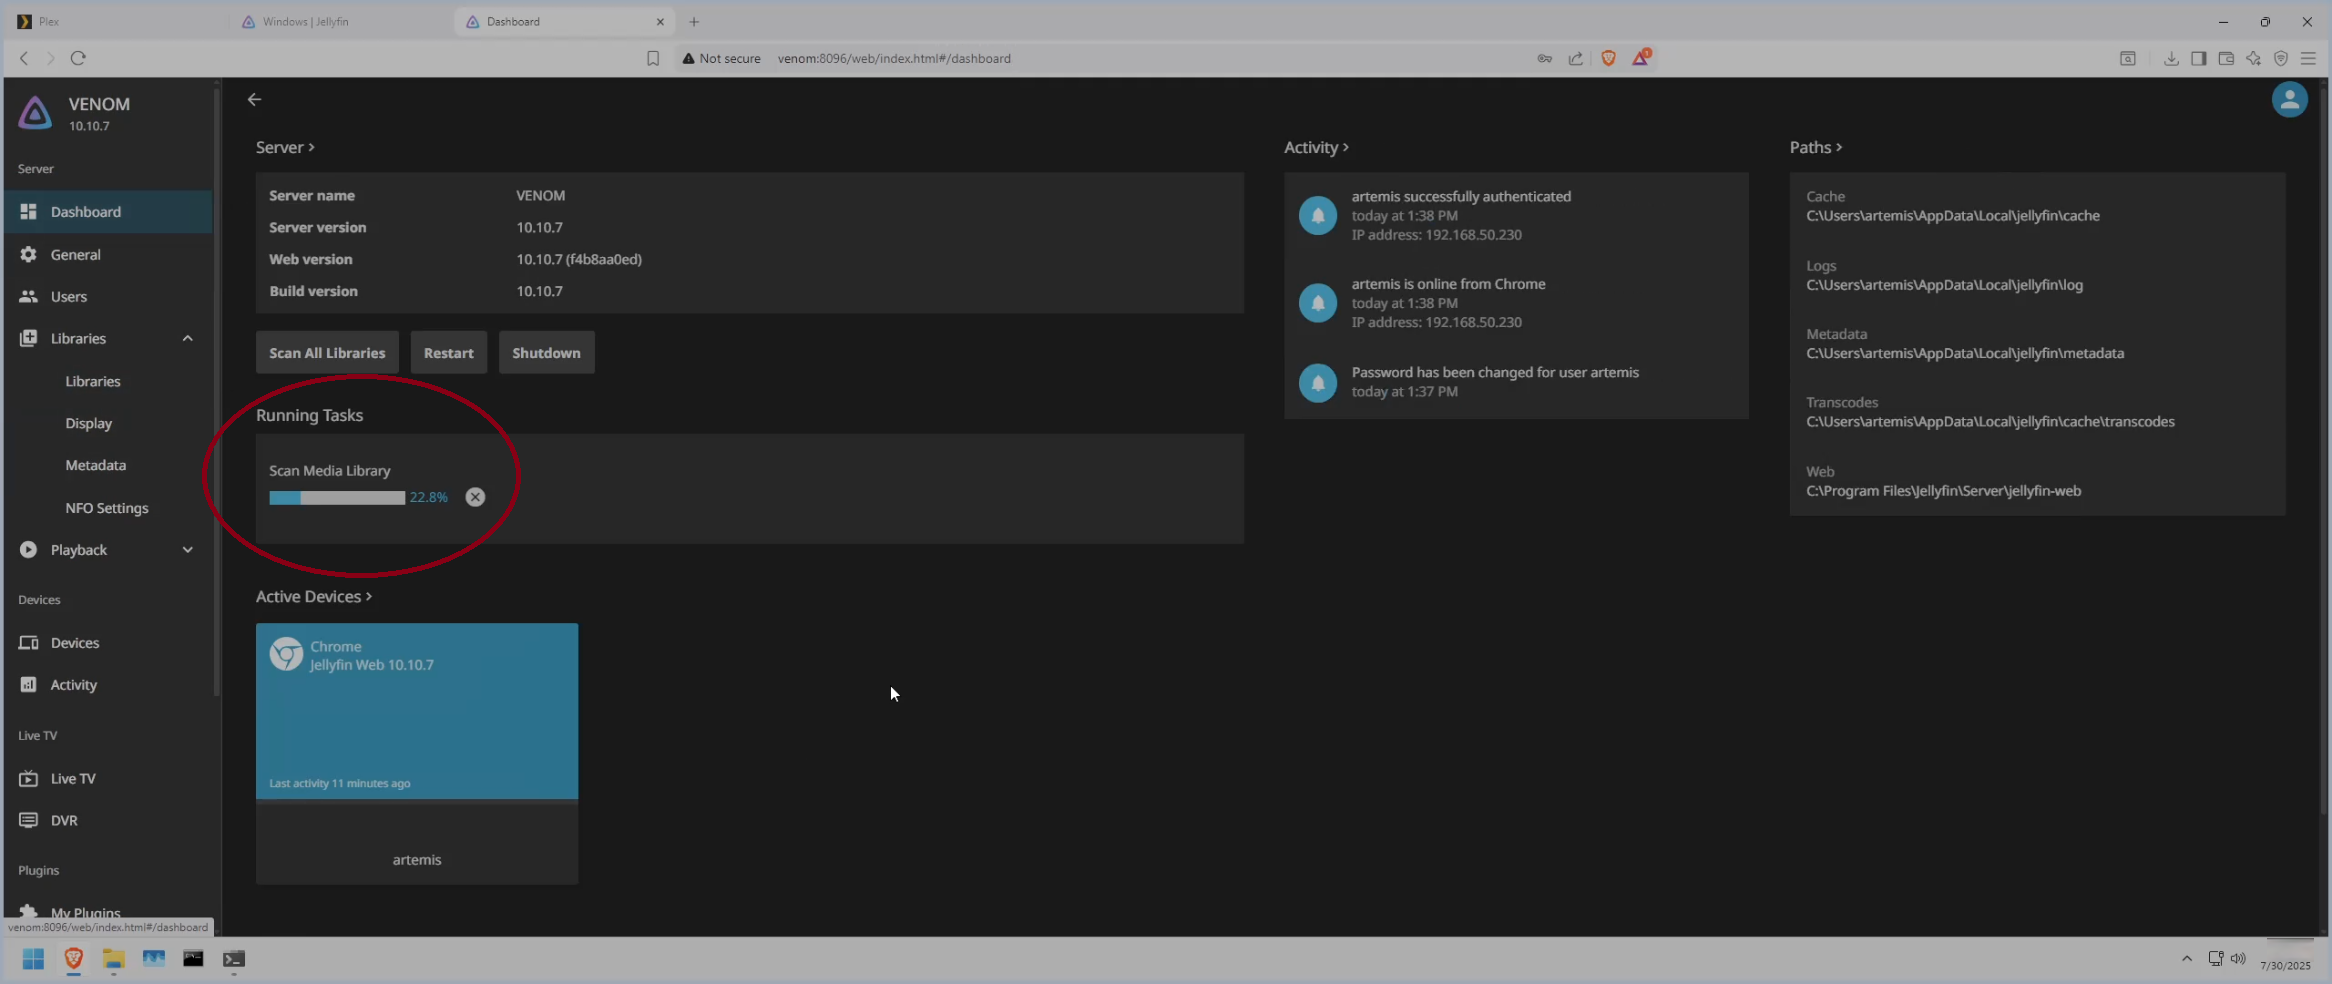 Plex
Windows | Jellyfin
Dashboard
Not secure
venom:8096/web/index.html#/dashboard
1
VENOM
10.10.7
Server
Dashboard
General
Users
Libraries
Libraries
Display
Metadata
NFO Settings
Playback
Devices
Devices
Activity
Live TV
Live TV
DVR
Plugins
My Plugins
venom:8096/web/index.html#/dashboard
Server
Server name VENOM
Server version 10.10.7
Web version 10.10.7 (f4b8aa0ed)
Build version 10.10.7
Scan All Libraries Restart Shutdown
Running Tasks
Scan Media Library
22.8%
Active Devices
Chrome
Jellyfin Web 10.10.7
Last activity 11 minutes ago
artemis
Activity
artemis successfully authenticated
today at 1:38 PM
IP address: 192.168.50.230
artemis is online from Chrome
today at 1:38 PM
IP address: 192.168.50.230
Password has been changed for user artemis
today at 1:37 PM
Paths
Cache
C:\Users\artemis\AppData\Local\jellyfin\cache
Logs
C:\Users\artemis\AppData\Local\jellyfin\log
Metadata
C:\Users\artemis\AppData\Local\jellyfin\metadata
Transcodes
C:\Users\artemis\AppData\Local\jellyfin\cache\transcodes
Web
C:\Program Files\Jellyfin\Server\jellyfin-web
7/30/2025